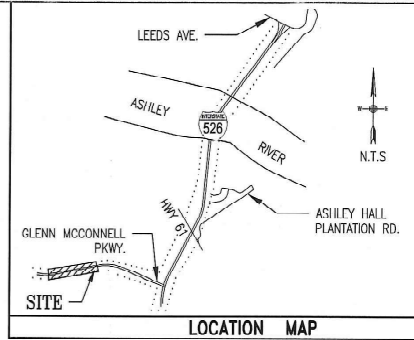 LEEDS AVE.
ASHLEY
INTERSTATE
526
RIVER
W
E
N.T.S
HWY 61
ASHLEY HALL
PLANTATION RD.
GLENN MCCONNELL
PKWY.
SITE
LOCATION MAP